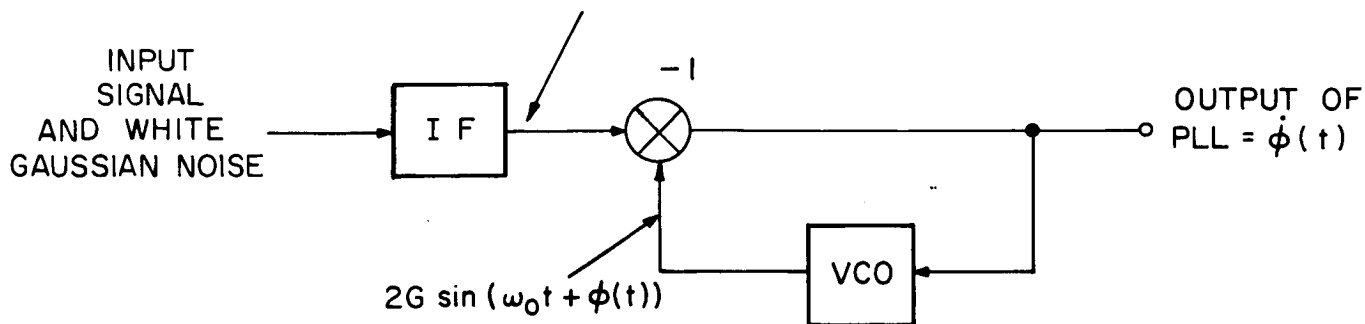 INPUT
SIGNAL
AND WHITE
GAUSSIAN NOISE
I F
-1
OUTPUT OF
PLL = φ̇(t)
VCO
2G sin (ω₀t + φ(t))